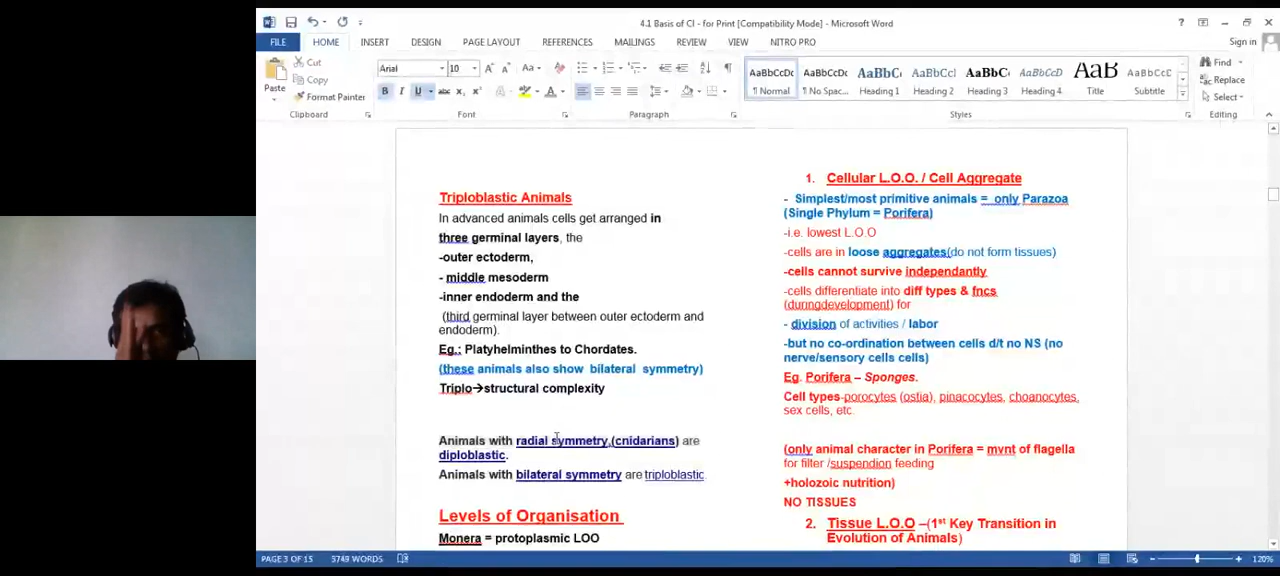 4.1 Basis of Cl - for Print [Compatibility Mode] - Microsoft Word
Sign in
FILE HOME INSERT DESIGN PAGE LAYOUT REFERENCES MAILINGS REVIEW VIEW NITRO PRO
Paste
Cut
Copy
Format Painter
Clipboard
Arial 10
Font
Paragraph
AaBbCcDc AaBbCcDc AaBbC AaBbCcD AaBbC AaBbCcD AaB AaBbCcD
¶ Normal ¶ No Spac... Heading 1 Heading 2 Heading 3 Heading 4 Title Subtitle
Styles
Find
Replace
Select
Editing
Triploblastic Animals
In advanced animals cells get arranged in
three germinal layers, the
-outer ectoderm,
- middle mesoderm
-inner endoderm and the
(third germinal layer between outer ectoderm and
endoderm).
Eg.: Platyhelminthes to Chordates.
(these animals also show bilateral symmetry)
Triplo→structural complexity
Animals with radial symmetry,(cnidarians) are
diploblastic.
Animals with bilateral symmetry are triploblastic.
Levels of Organisation
Monera = protoplasmic LOO
1. Cellular L.O.O. / Cell Aggregate
- Simplest/most primitive animals = only Parazoa
(Single Phylum = Porifera)
-i.e. lowest L.O.O
-cells are in loose aggregates(do not form tissues)
-cells cannot survive independantly
-cells differentiate into diff types & fncs
(duringdevelopment) for
- division of activities / labor
-but no co-ordination between cells d/t no NS (no
nerve/sensory cells cells)
Eg. Porifera – Sponges.
Cell types-porocytes (ostia), pinacocytes, choanocytes,
sex cells, etc.
(only animal character in Porifera = mvnt of flagella
for filter /suspendion feeding
+holozoic nutrition)
NO TISSUES
2. Tissue L.O.O –(1st Key Transition in
Evolution of Animals)
PAGE 3 OF 15 5749 WORDS
120%